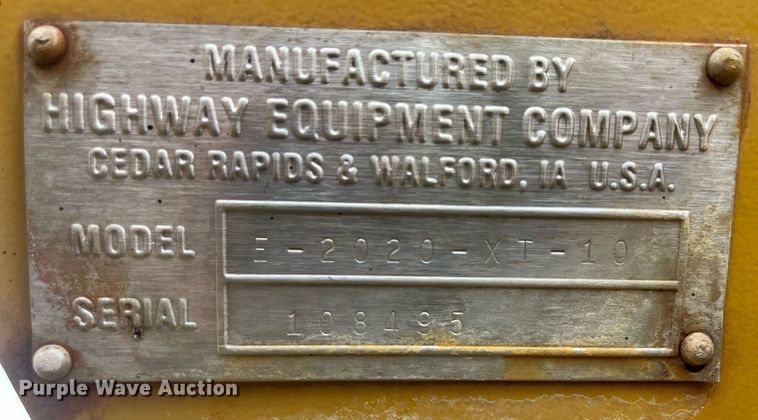 MANUFACTURED BY
HIGHWAY EQUIPMENT COMPANY
CEDAR RAPIDS & WALFORD, IA U.S.A.
MODEL E-2020-XT-10
SERIAL 108495
Purple Wave Auction